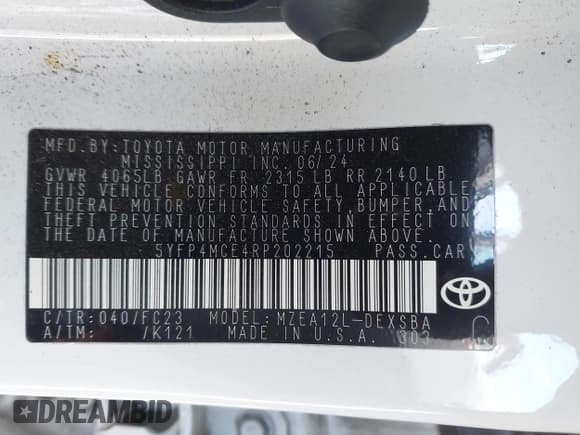 MFD.BY:TOYOTA MOTOR MANUFACTURING
MISSISSIPPI INC. 06/24
GVWR 4065LB GAWR FR 2315 LB RR 2140 LB
THIS VEHICLE CONFORMS TO ALL APPLICABLE
FEDERAL MOTOR VEHICLE SAFETY, BUMPER, AND
THEFT PREVENTION STANDARDS IN EFFECT ON
THE DATE OF MANUFACTURE SHOWN ABOVE.
5YFP4MCE4RP202215 PASS.CAR
C/TR: 040/FC23 MODEL: MZEA12L-DEXSBA
A/TM: /K121 MADE IN U.S.A. 303
DREAMBID